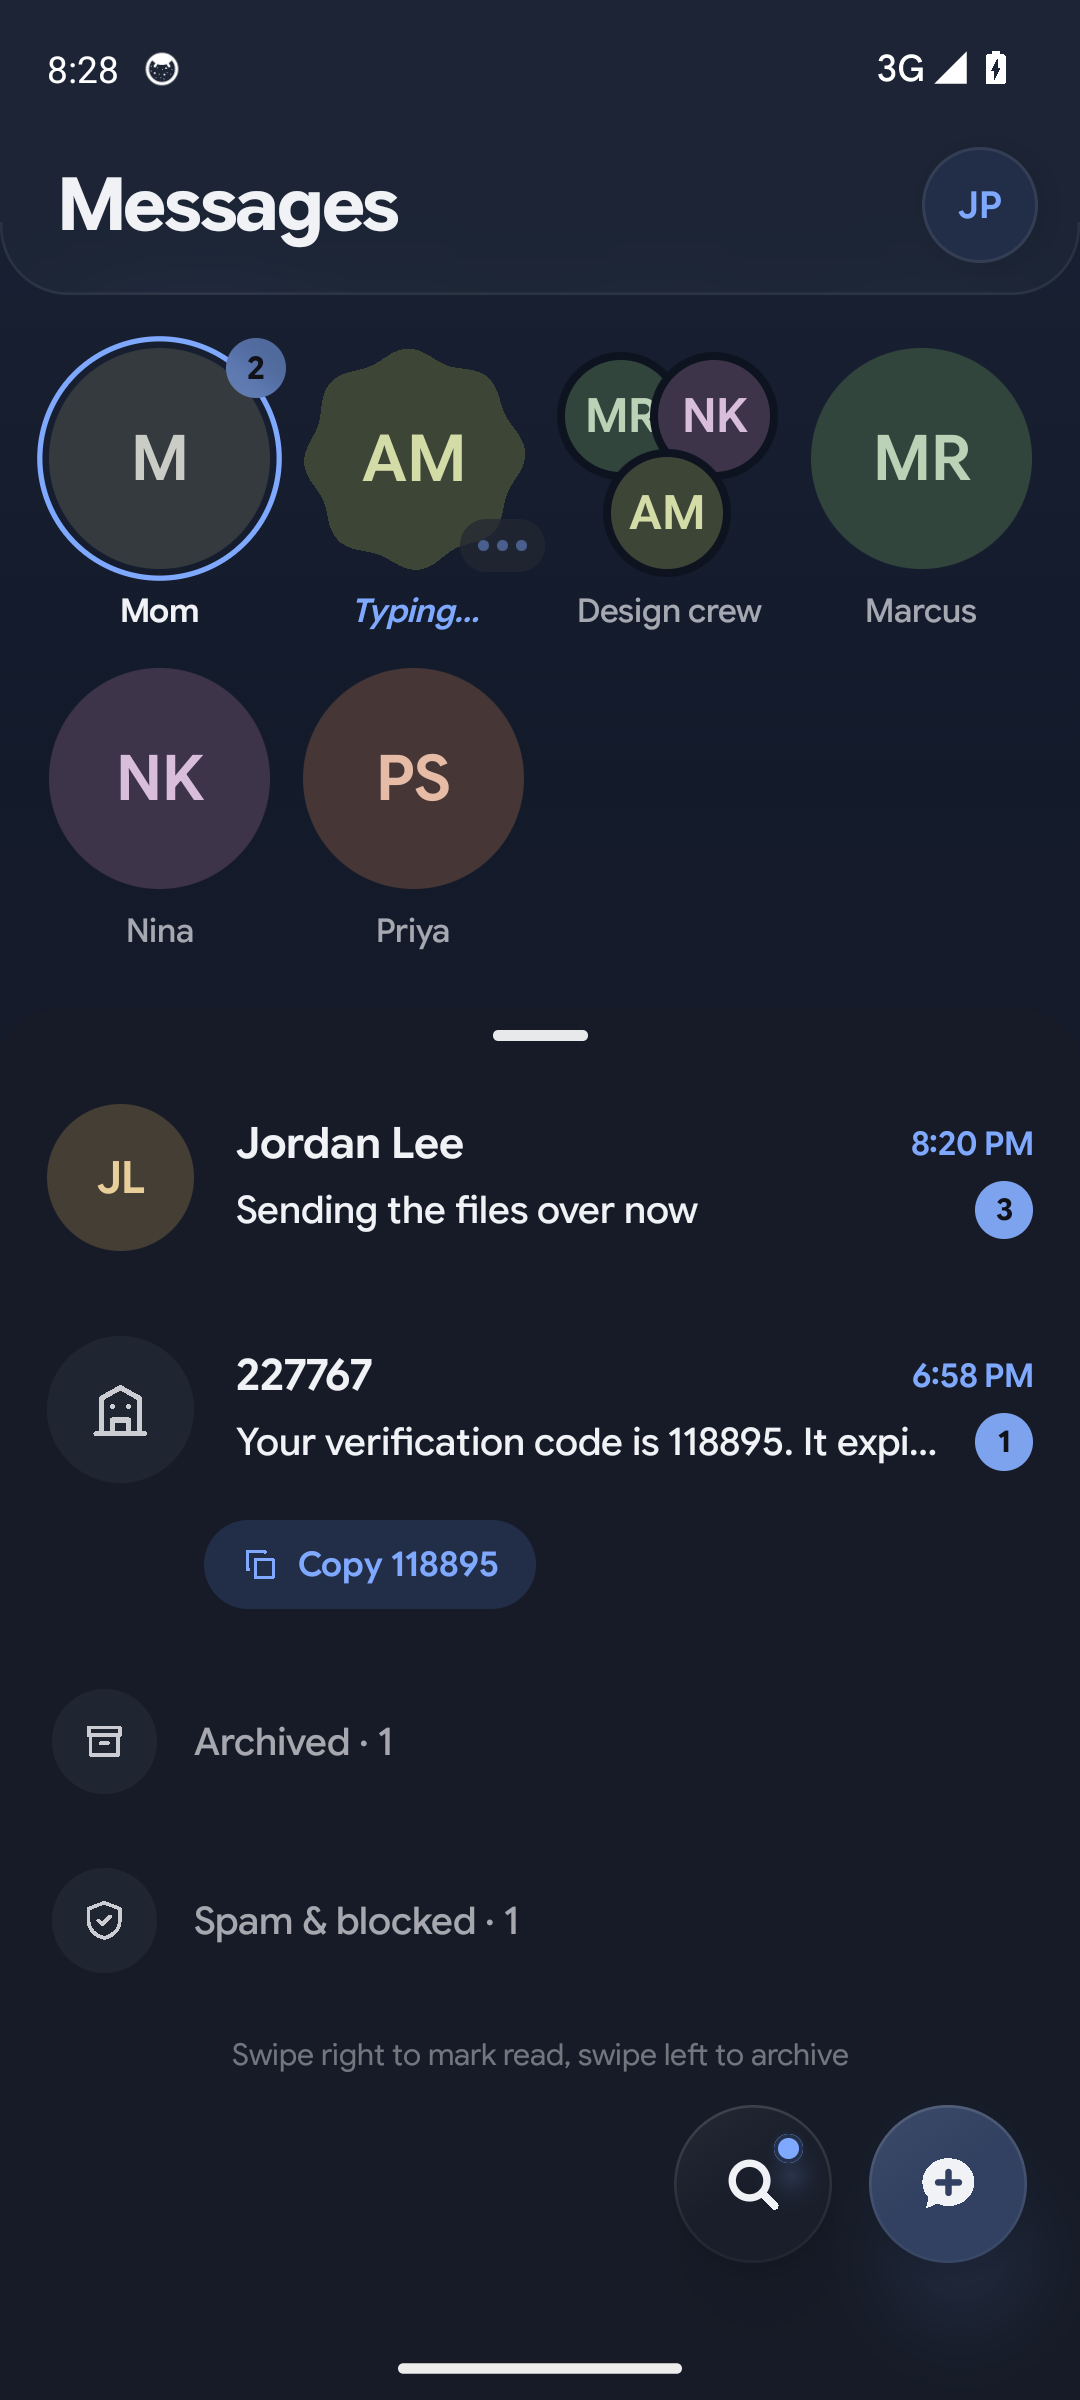 8:28
3G
Messages
JP
M
2
AM
MR
NK
AM
MR
Mom
Typing...
Design crew
Marcus
NK
PS
Nina
Priya
JL
Jordan Lee
8:20 PM
Sending the files over now
3
227767
6:58 PM
Your verification code is 118895. It expi...
1
Copy 118895
Archived · 1
Spam & blocked · 1
Swipe right to mark read, swipe left to archive